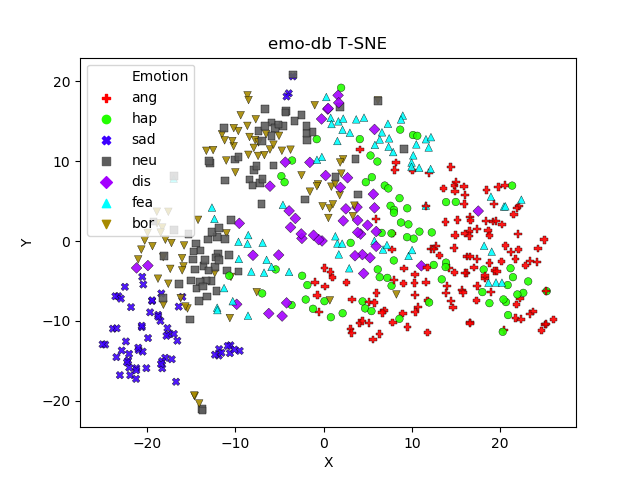 emo-db T-SNE
Emotion
ang
hap
sad
neu
dis
fea
bor
20
10
0
−10
−20
Y
−20
−10
0
10
20
X